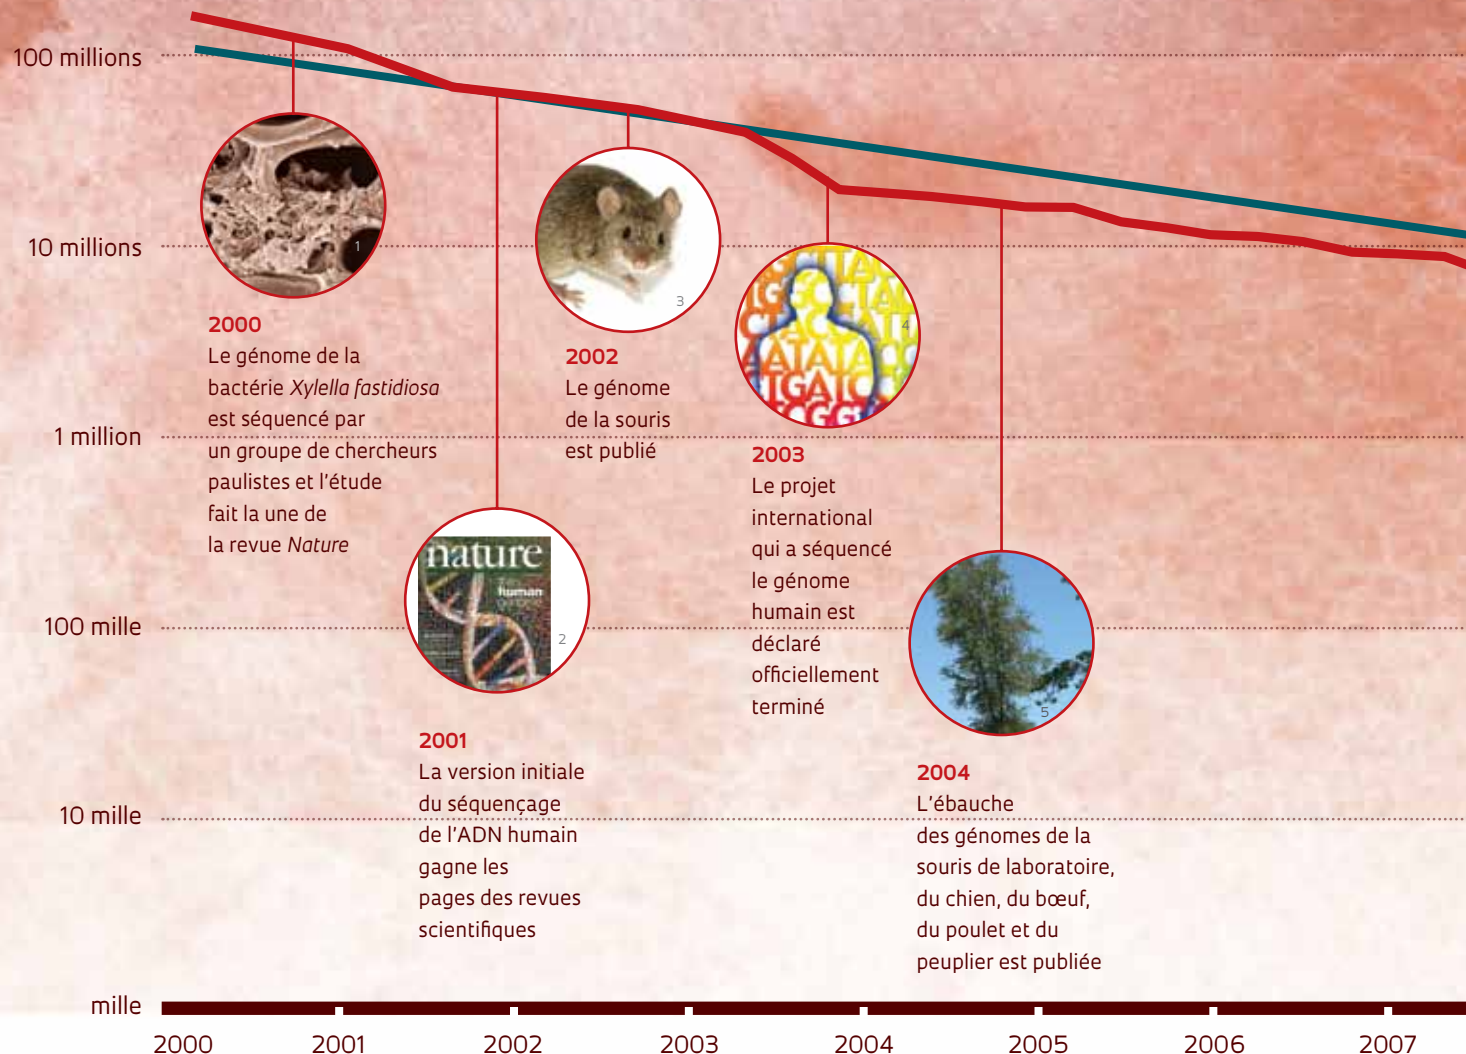 100 millions
10 millions
1 million
100 mille
10 mille
mille
1
2000
Le génome de la
bactérie Xylella fastidiosa
est séquencé par
un groupe de chercheurs
paulistes et l'étude
fait la une de
la revue Nature
nature
human
2
2001
La version initiale
du séquençage
de l'ADN humain
gagne les
pages des revues
scientifiques
3
2002
Le génome
de la souris
est publié
4
2003
Le projet
international
qui a séquencé
le génome
humain est
déclaré
officiellement
terminé
5
2004
L'ébauche
des génomes de la
souris de laboratoire,
du chien, du bœuf,
du poulet et du
peuplier est publiée
2000 2001 2002 2003 2004 2005 2006 2007